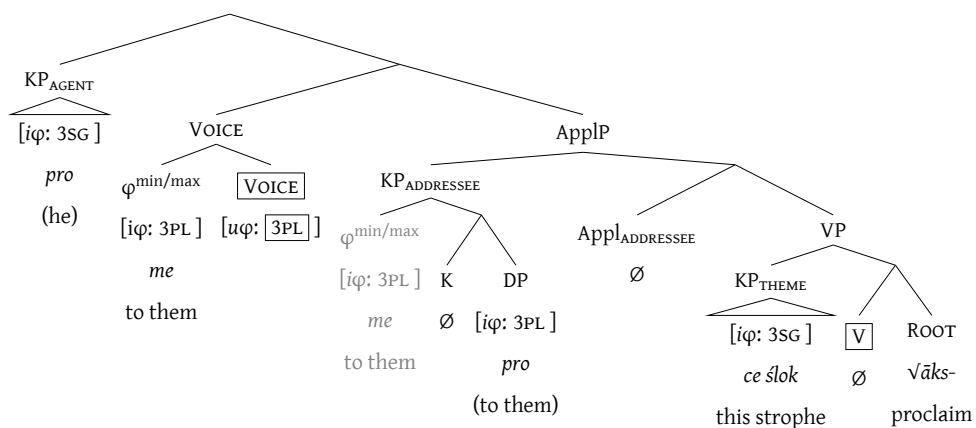 KP_AGENT
[iφ: 3SG ]
pro
(he)
VOICE
φ^min/max
[iφ: 3PL ]
me
to them
VOICE
[uφ: 3PL ]
ApplP
KP_ADDRESSEE
φ^min/max
[iφ: 3PL ]
me
to them
K
Ø
DP
[iφ: 3PL ]
pro
(to them)
Appl_ADDRESSEE
Ø
VP
KP_THEME
[iφ: 3SG ]
ce ślok
this strophe
V
Ø
ROOT
√āks-
proclaim